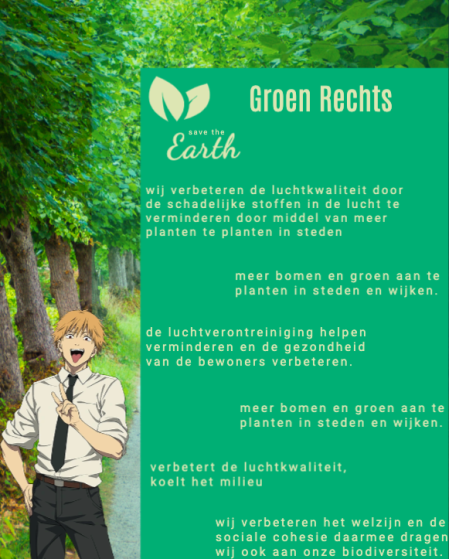 Groen Rechts
save the
Earth
wij verbeteren de luchtkwaliteit door
de schadelijke stoffen in de lucht te
verminderen door middel van meer
planten te planten in steden
meer bomen en groen aan te
planten in steden en wijken.
de luchtverontreiniging helpen
verminderen en de gezondheid
van de bewoners verbeteren.
meer bomen en groen aan te
planten in steden en wijken.
verbetert de luchtkwaliteit,
koelt het milieu
wij verbeteren het welzijn en de
sociale cohesie daarmee dragen
wij ook aan onze biodiversiteit.